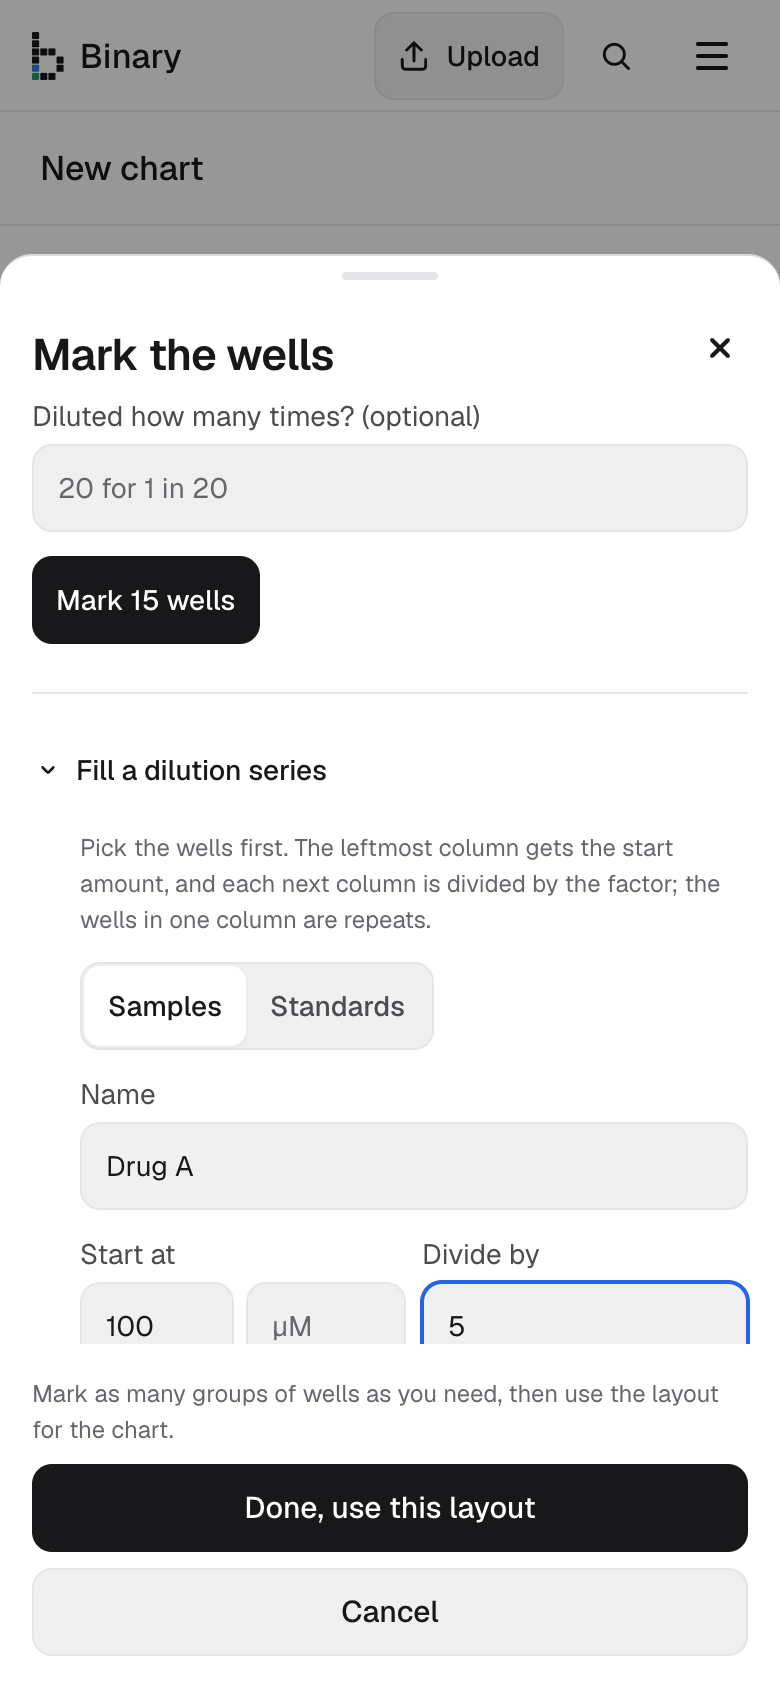 Binary
Upload
New chart
Mark the wells
Diluted how many times? (optional)
20 for 1 in 20
Mark 15 wells
Fill a dilution series
Pick the wells first. The leftmost column gets the start
amount, and each next column is divided by the factor; the
wells in one column are repeats.
Samples Standards
Name
Drug A
Start at Divide by
100 µM 5
Mark as many groups of wells as you need, then use the layout
for the chart.
Done, use this layout
Cancel